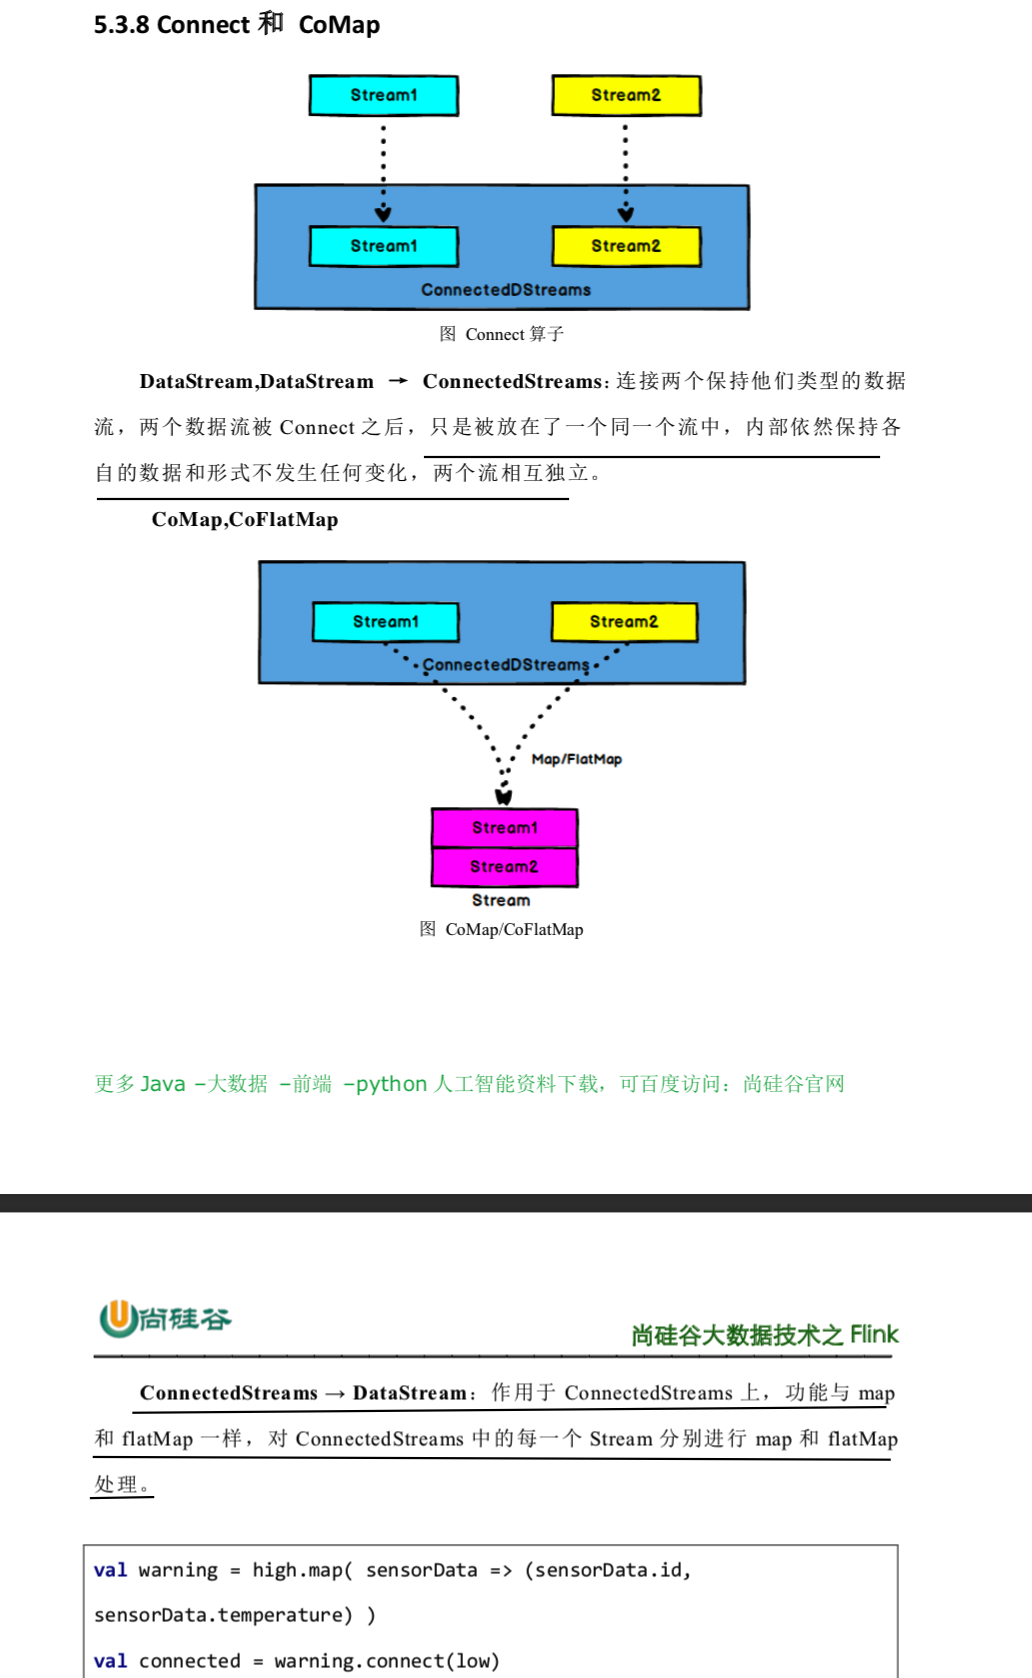 5.3.8 Connect 和 CoMap
Stream1
Stream2
Stream1
Stream2
ConnectedDStreams
图 Connect 算子
DataStream,DataStream → ConnectedStreams：连接两个保持他们类型的数据
流，两个数据流被 Connect 之后，只是被放在了一个同一个流中，内部依然保持各
自的数据和形式不发生任何变化，两个流相互独立。
CoMap,CoFlatMap
Stream1
Stream2
ConnectedDStreams
Map/FlatMap
Stream1
Stream2
Stream
图 CoMap/CoFlatMap
更多 Java –大数据 –前端 –python 人工智能资料下载，可百度访问：尚硅谷官网
尚硅谷
尚硅谷大数据技术之 Flink
ConnectedStreams → DataStream：作用于 ConnectedStreams 上，功能与 map
和 flatMap 一样，对 ConnectedStreams 中的每一个 Stream 分别进行 map 和 flatMap
处理。
val warning = high.map( sensorData => (sensorData.id,
sensorData.temperature) )
val connected = warning.connect(low)